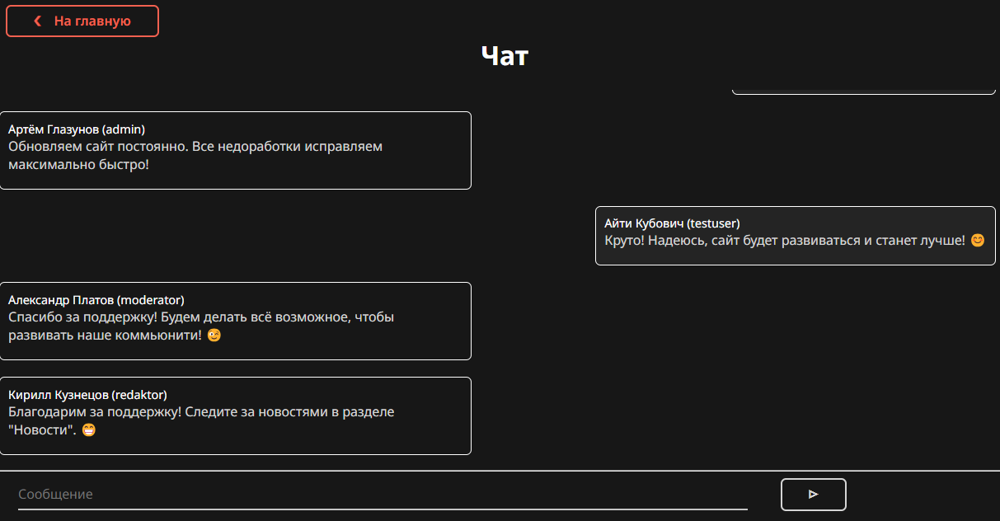 На главную
Чат
Артём Глазунов (admin)
Обновляем сайт постоянно. Все недоработки исправляем
максимально быстро!
Айти Кубович (testuser)
Круто! Надеюсь, сайт будет развиваться и станет лучше! 😊
Александр Платов (moderator)
Спасибо за поддержку! Будем делать всё возможное, чтобы
развивать наше коммьюнити! 😉
Кирилл Кузнецов (redaktor)
Благодарим за поддержку! Следите за новостями в разделе
"Новости". 😁
Сообщение